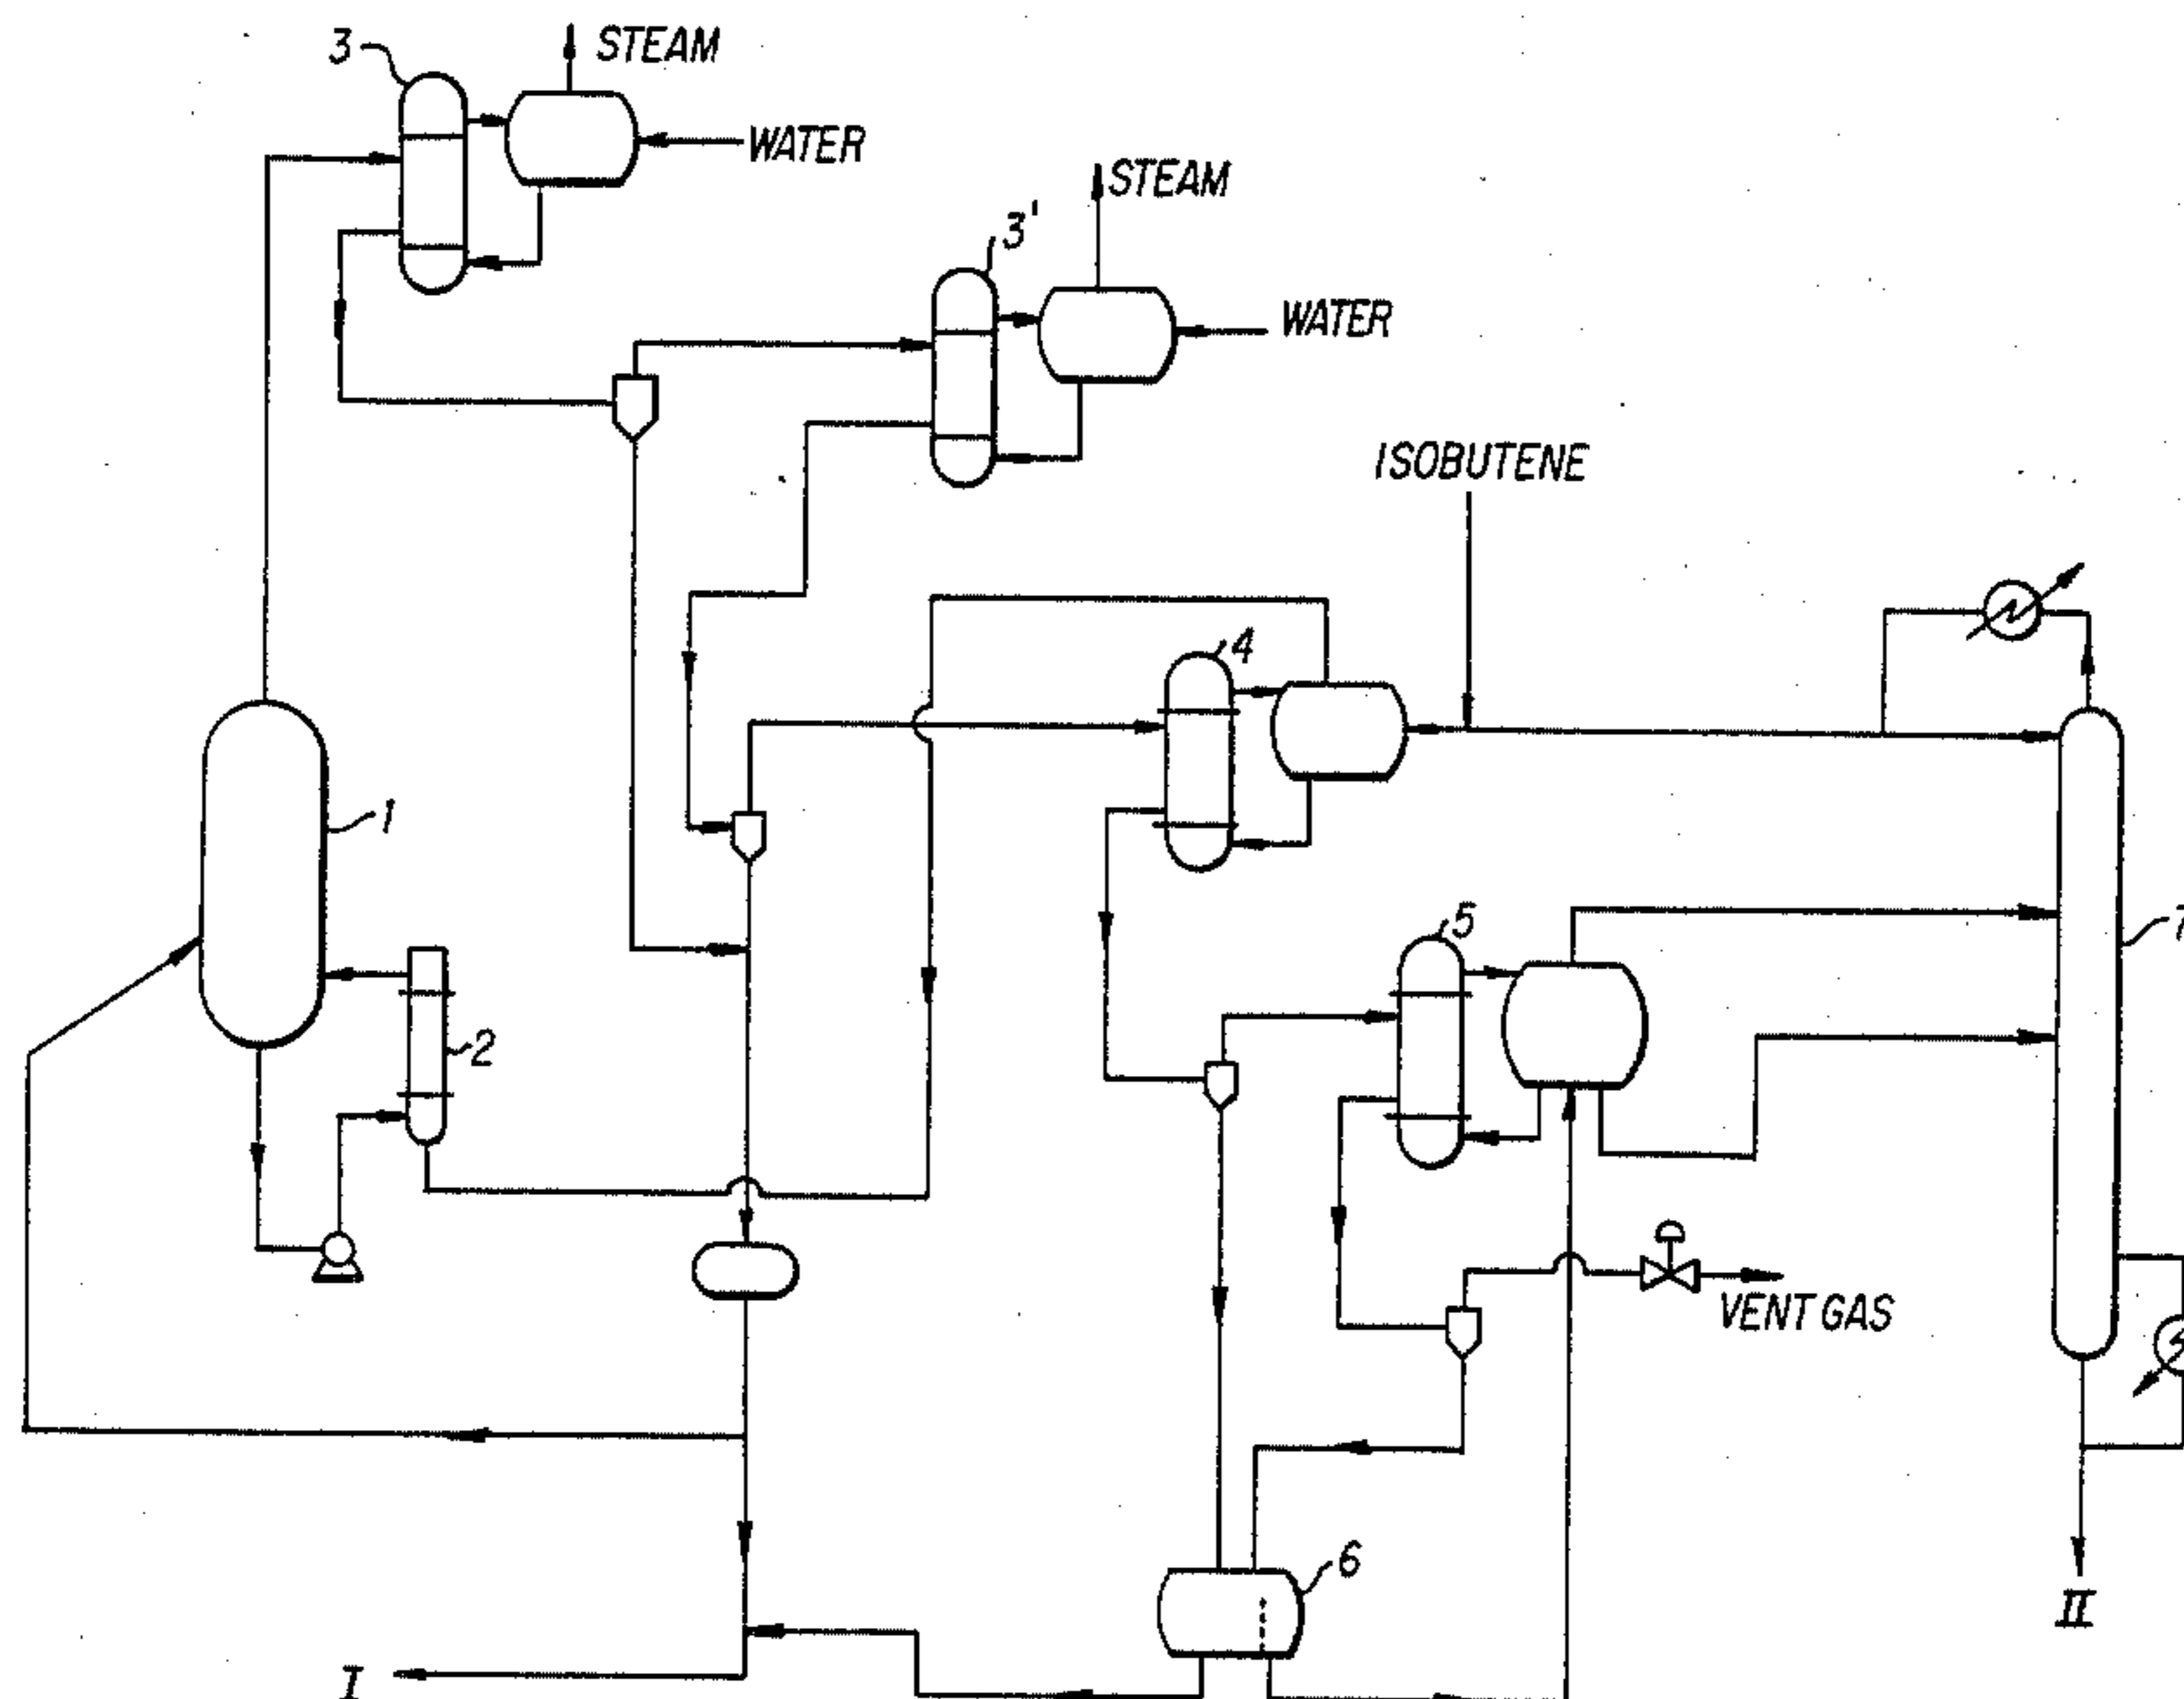 3
STEAM
WATER
STEAM
3'
WATER
ISOBUTENE
4
1
5
7
2
VENT GAS
6
II
I